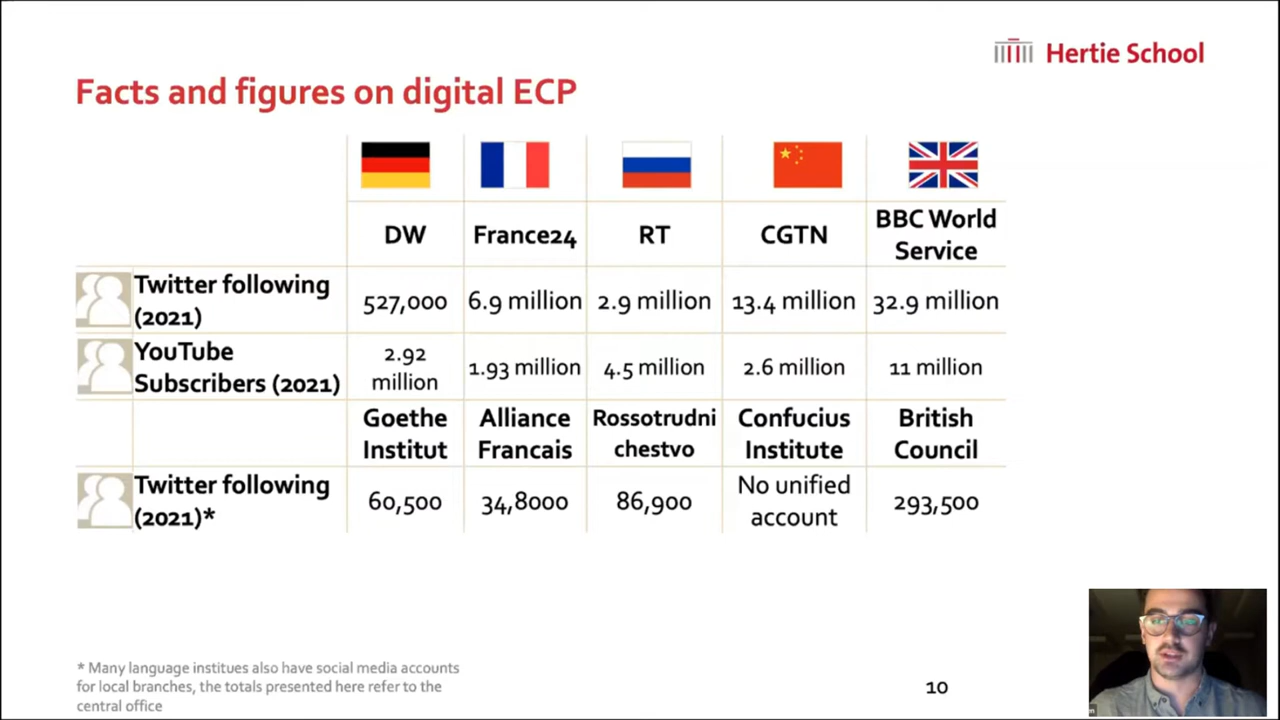 Hertie School
Facts and figures on digital ECP
DW
France24
RT
CGTN
BBC World
Service
Twitter following
(2021)
527,000
6.9 million
2.9 million
13.4 million
32.9 million
YouTube
Subscribers (2021)
2.92
million
1.93 million
4.5 million
2.6 million
11 million
Goethe
Institut
Alliance
Francais
Rossotrudni
chestvo
Confucius
Institute
British
Council
Twitter following
(2021)*
60,500
34,8000
86,900
No unified
account
293,500
* Many language institues also have social media accounts
for local branches, the totals presented here refer to the
central office
10